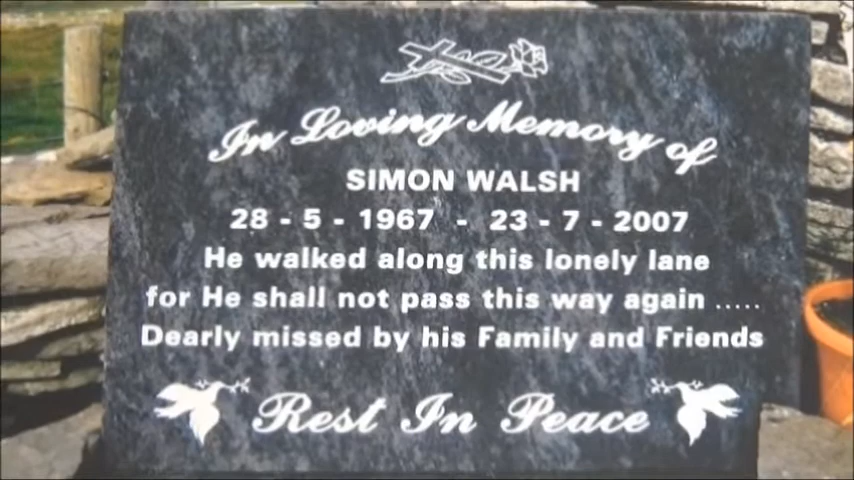 In Loving Memory of
SIMON WALSH
28 - 5 - 1967 - 23 - 7 - 2007
He walked along this lonely lane
for He shall not pass this way again .....
Dearly missed by his Family and Friends
Rest In Peace